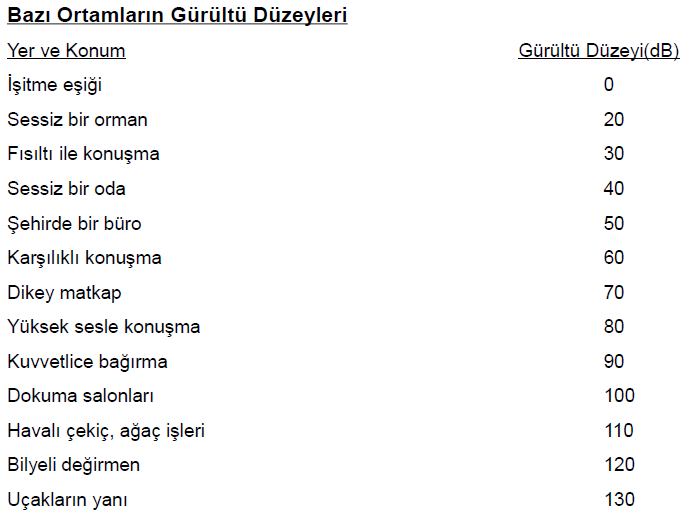 Bazı Ortamların Gürültü Düzeyleri
Yer ve Konum Gürültü Düzeyi(dB)
İşitme eşiği 0
Sessiz bir orman 20
Fısıltı ile konuşma 30
Sessiz bir oda 40
Şehirde bir büro 50
Karşılıklı konuşma 60
Dikey matkap 70
Yüksek sesle konuşma 80
Kuvvetlice bağırma 90
Dokuma salonları 100
Havalı çekiç, ağaç işleri 110
Bilyeli değirmen 120
Uçakların yanı 130